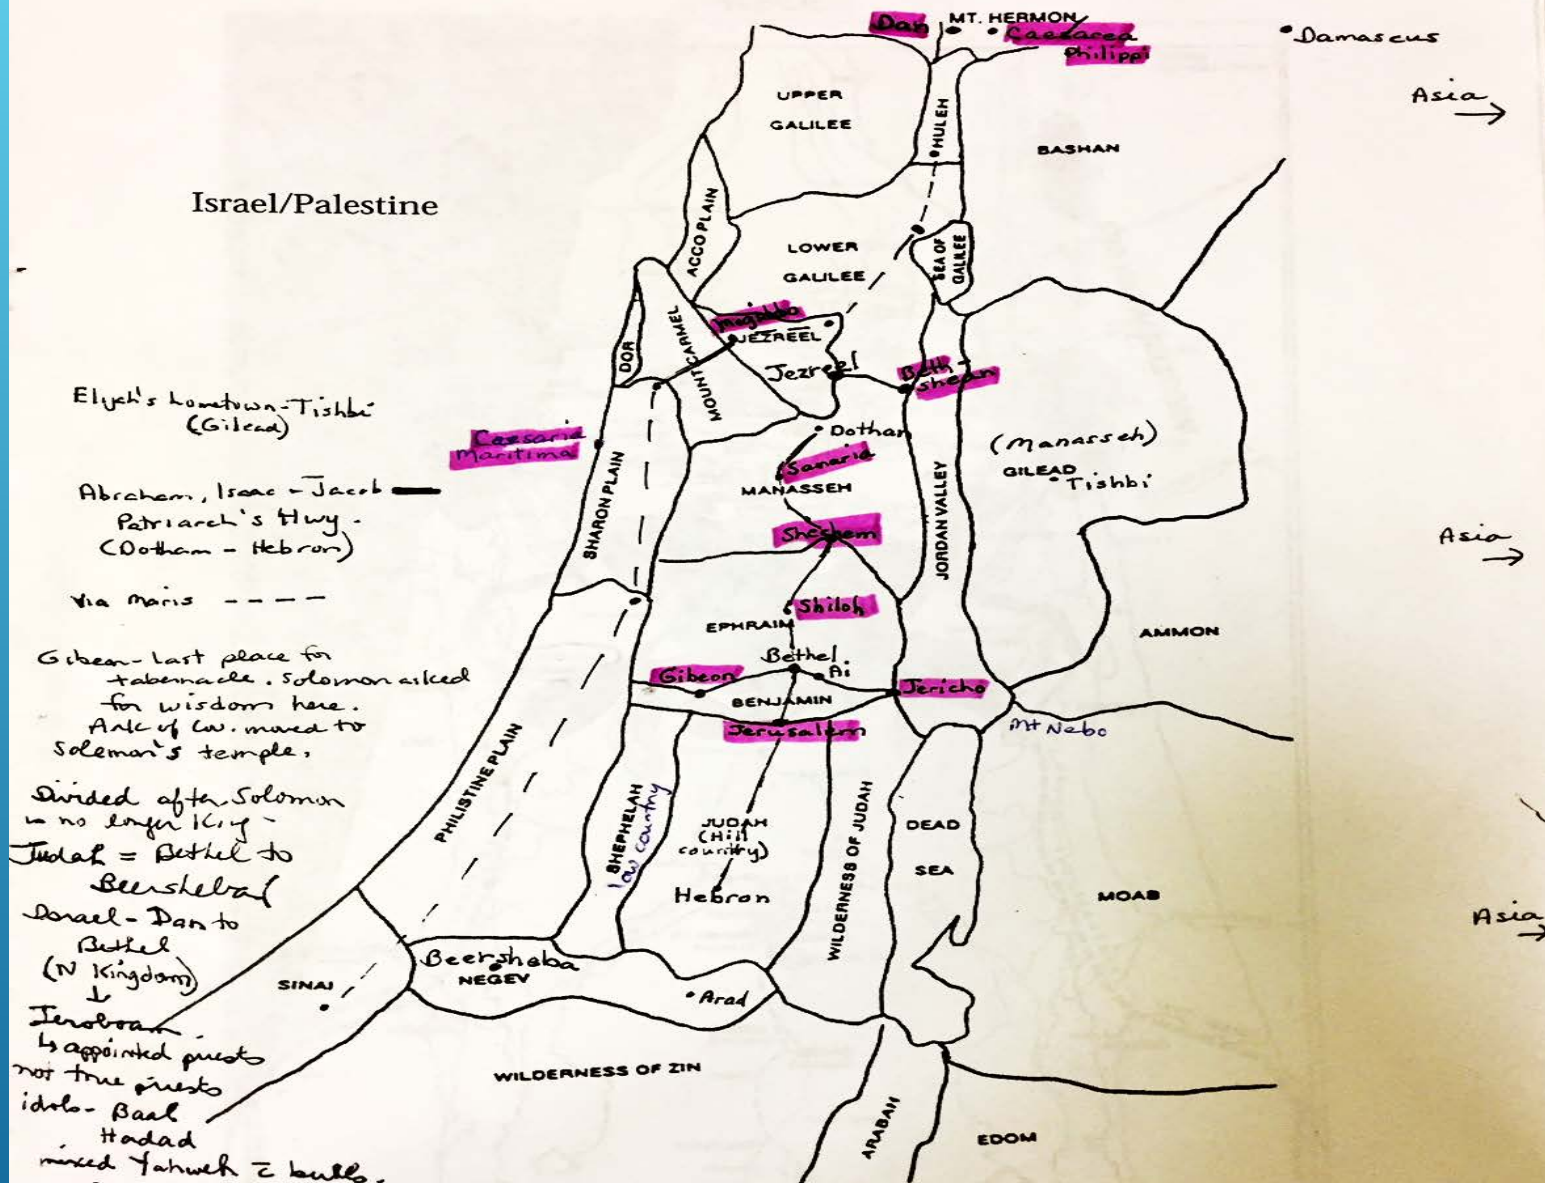 Dan
MT. HERMON
Caesarea
Philippi
Damascus
Asia
UPPER
GALILEE
HULEH
BASHAN
Israel/Palestine
ACCO PLAIN
LOWER
GALILEE
SEA OF
GALILEE
Megiddo
JEZREEL
DOR
MOUNT CARMEL
Jezreel
Beth-
shean
Elijah's hometown - Tishbi
(Gilead)
Caesaria
Maritima
Dothan
Samaria
MANASSEH
(Manasseh)
GILEAD
Tishbi
Abraham, Isaac - Jacob
Patriarch's Hwy.
(Dotham - Hebron)
SHARON PLAIN
Shechem
JORDAN VALLEY
Asia
Via Maris ----
Shiloh
EPHRAIM
AMMON
Gibeon - last place for
tabernacle. Solomon asked
for wisdom here.
Ark of Cov. moved to
Solomon's temple.
Bethel
Ai
Gibeon
BENJAMIN
Jericho
Jerusalem
Mt Nebo
PHILISTINE PLAIN
SHEPHELAH
low country
JUDAH
(Hill
country)
WILDERNESS OF JUDAH
DEAD
SEA
Divided after Solomon
is no longer King -
Judah = Bethel to
Beersheba
Hebron
MOAB
Asia
Israel - Dan to
Bethel
(N Kingdom)
Beersheba
NEGEV
Arad
SINAI
Jeroboam
appointed priests
not true priests
idols - Baal
Hadad
mixed Yahweh c̄ bulls.
WILDERNESS OF ZIN
ARABAH
EDOM